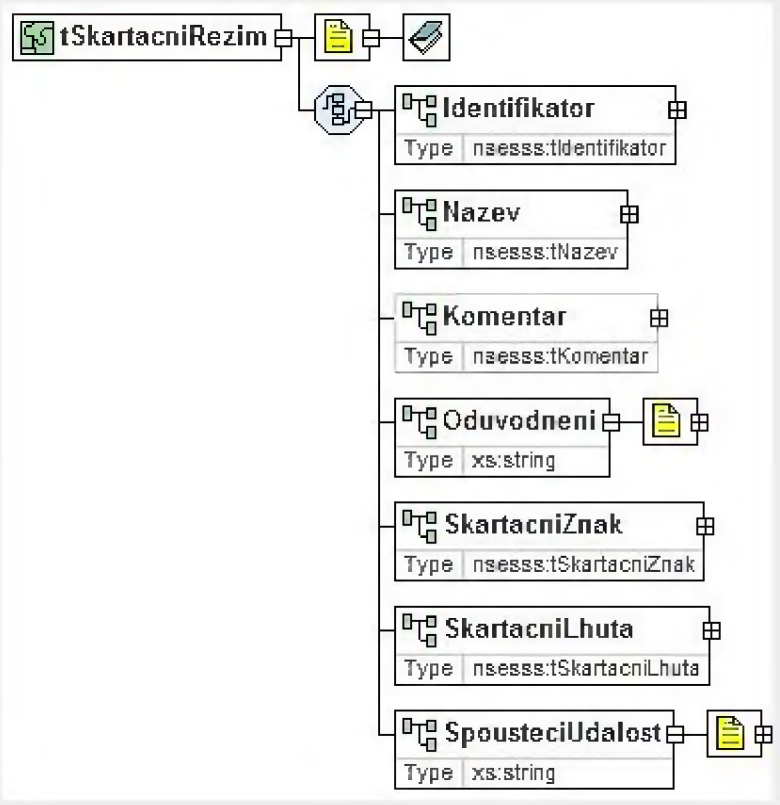 tSkartacniRezim
Identifikator
Type nsesss:tIdentifikator
Nazev
Type nsesss:tNazev
Komentar
Type nsesss:tKomentar
Oduvodneni
Type xs:string
SkartacniZnak
Type nsesss:tSkartacniZnak
SkartacniLhuta
Type nsesss:tSkartacniLhuta
SpousteciUdalost
Type xs:string